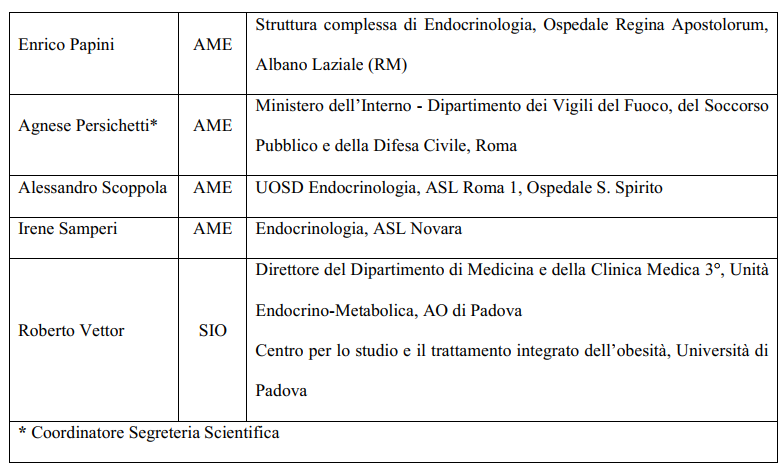 Enrico Papini AME Struttura complessa di Endocrinologia, Ospedale Regina Apostolorum,
Albano Laziale (RM)
Agnese Persichetti* AME Ministero dell'Interno - Dipartimento dei Vigili del Fuoco, del Soccorso
Pubblico e della Difesa Civile, Roma
Alessandro Scoppola AME UOSD Endocrinologia, ASL Roma 1, Ospedale S. Spirito
Irene Samperi AME Endocrinologia, ASL Novara
Roberto Vettor SIO Direttore del Dipartimento di Medicina e della Clinica Medica 3°, Unità
Endocrino-Metabolica, AO di Padova
Centro per lo studio e il trattamento integrato dell'obesità, Università di
Padova
* Coordinatore Segreteria Scientifica